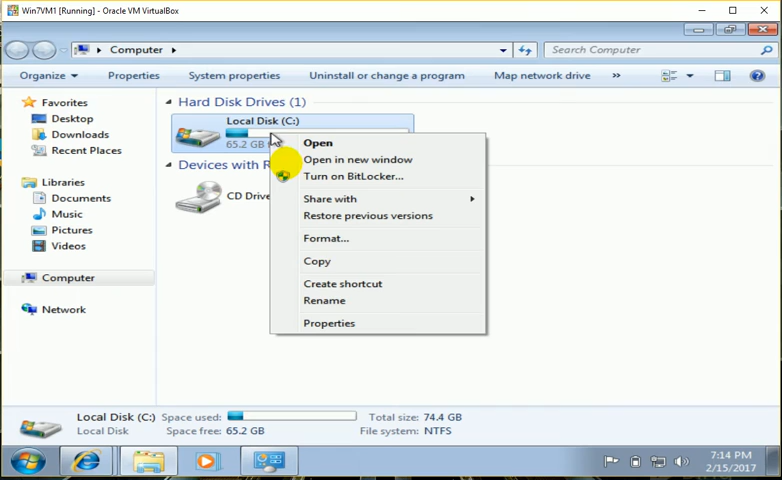 Win7VM1 [Running] - Oracle VM VirtualBox
Computer
Search Computer
Organize Properties System properties Uninstall or change a program Map network drive »
Favorites
Desktop
Downloads
Recent Places
Libraries
Documents
Music
Pictures
Videos
Computer
Network
Hard Disk Drives (1)
Local Disk (C:)
65.2 GB
Devices with
CD Drive
Open
Open in new window
Turn on BitLocker...
Share with
Restore previous versions
Format...
Copy
Create shortcut
Rename
Properties
Local Disk (C:) Space used: Total size: 74.4 GB
Local Disk Space free: 65.2 GB File system: NTFS
7:14 PM
2/15/2017